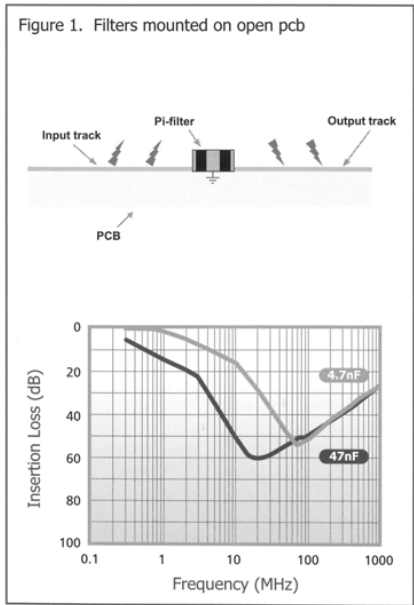 Figure 1. Filters mounted on open pcb
Pi-filter
Input track
Output track
PCB
0
20
40
60
80
100
Insertion Loss (dB)
4.7nF
47nF
0.1
1
10
100
1000
Frequency (MHz)